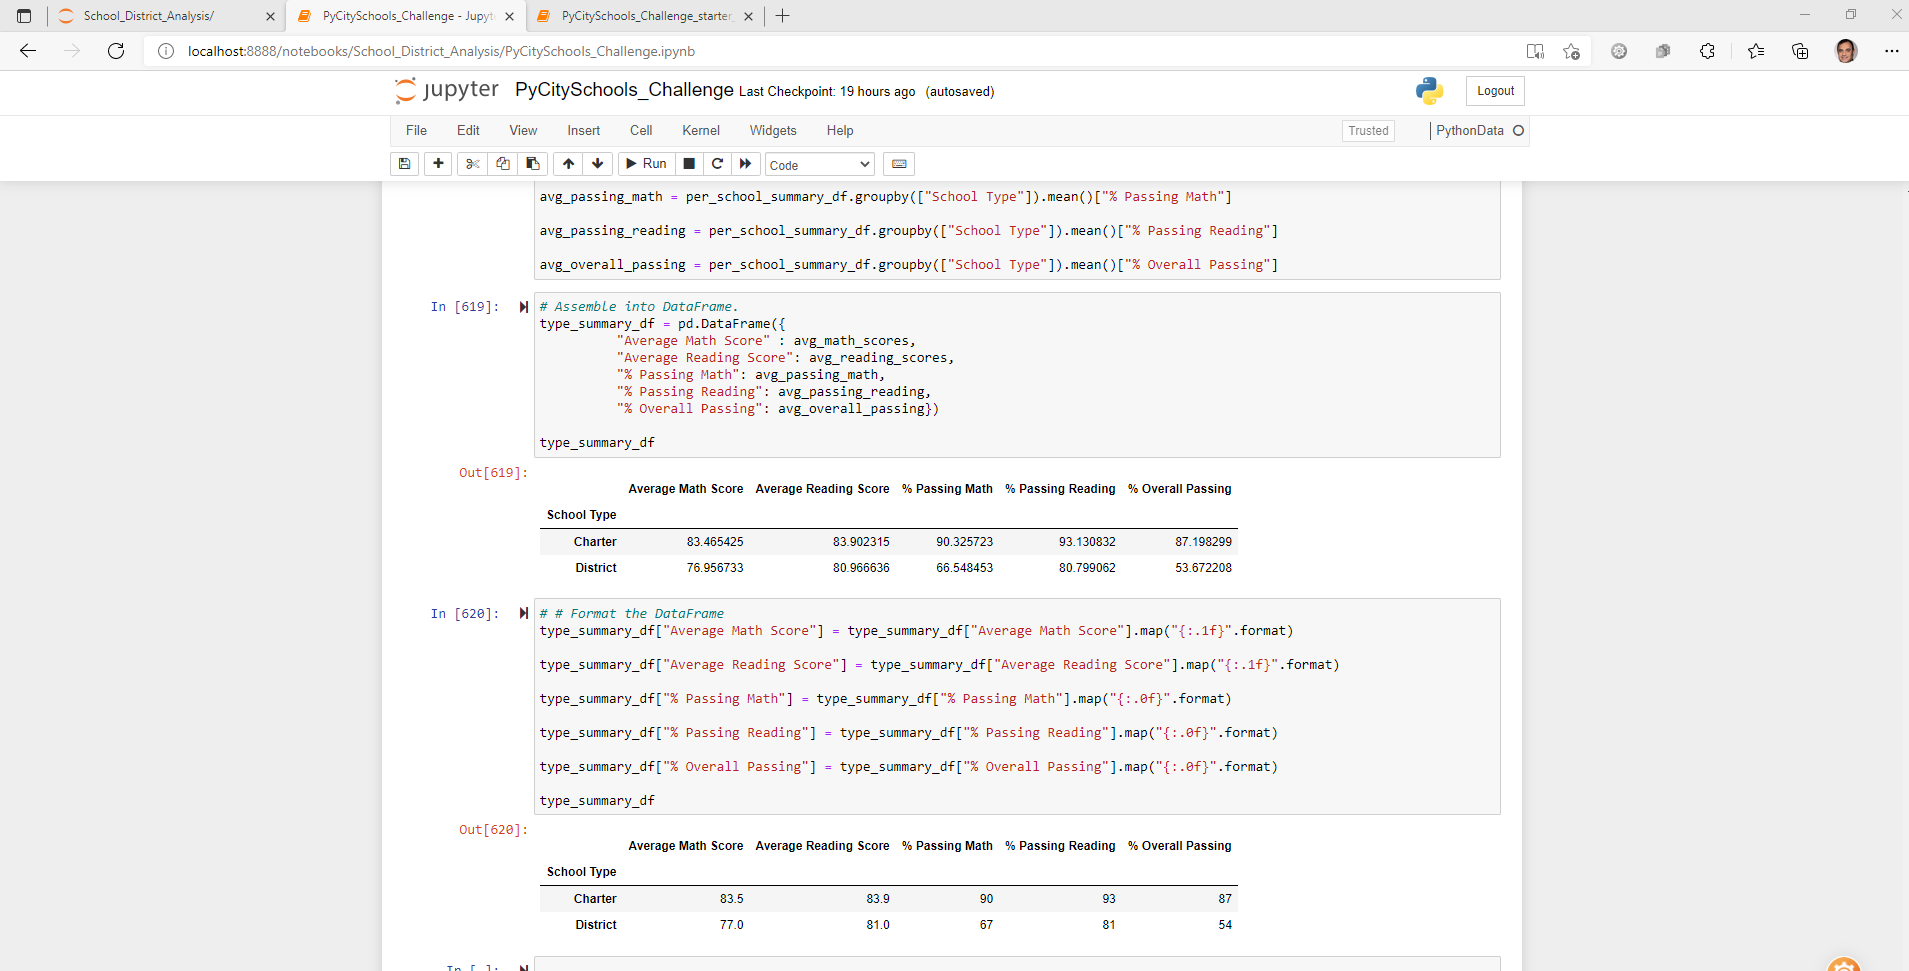 School_District_Analysis/
PyCitySchools_Challenge - Jupyt
PyCitySchools_Challenge_starter_
localhost:8888/notebooks/School_District_Analysis/PyCitySchools_Challenge.ipynb
jupyter PyCitySchools_Challenge Last Checkpoint: 19 hours ago (autosaved)
Logout
File Edit View Insert Cell Kernel Widgets Help
Trusted
PythonData
Run
Code
avg_passing_math = per_school_summary_df.groupby(["School Type"]).mean()["% Passing Math"]
avg_passing_reading = per_school_summary_df.groupby(["School Type"]).mean()["% Passing Reading"]
avg_overall_passing = per_school_summary_df.groupby(["School Type"]).mean()["% Overall Passing"]
In [619]:
# Assemble into DataFrame.
type_summary_df = pd.DataFrame({
"Average Math Score" : avg_math_scores,
"Average Reading Score": avg_reading_scores,
"% Passing Math": avg_passing_math,
"% Passing Reading": avg_passing_reading,
"% Overall Passing": avg_overall_passing})
type_summary_df
Out[619]:
Average Math Score Average Reading Score % Passing Math % Passing Reading % Overall Passing
School Type
Charter 83.465425 83.902315 90.325723 93.130832 87.198299
District 76.956733 80.966636 66.548453 80.799062 53.672208
In [620]:
# # Format the DataFrame
type_summary_df["Average Math Score"] = type_summary_df["Average Math Score"].map("{:.1f}".format)
type_summary_df["Average Reading Score"] = type_summary_df["Average Reading Score"].map("{:.1f}".format)
type_summary_df["% Passing Math"] = type_summary_df["% Passing Math"].map("{:.0f}".format)
type_summary_df["% Passing Reading"] = type_summary_df["% Passing Reading"].map("{:.0f}".format)
type_summary_df["% Overall Passing"] = type_summary_df["% Overall Passing"].map("{:.0f}".format)
type_summary_df
Out[620]:
Average Math Score Average Reading Score % Passing Math % Passing Reading % Overall Passing
School Type
Charter 83.5 83.9 90 93 87
District 77.0 81.0 67 81 54
In [ ]: